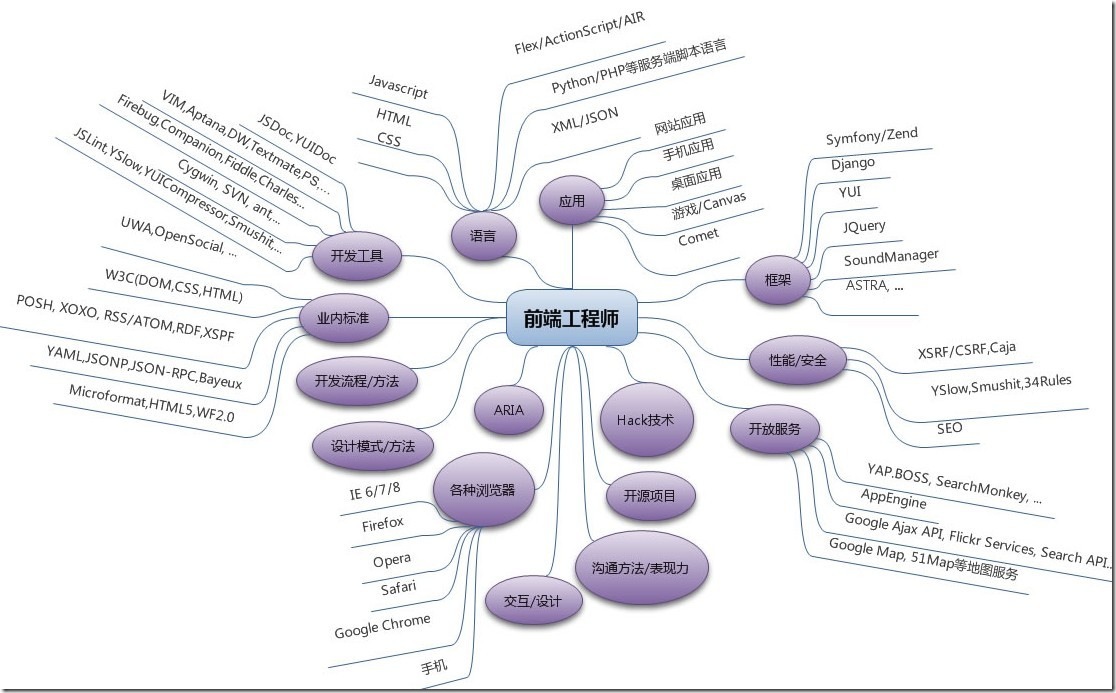 前端工程师
语言
Javascript
HTML
CSS
Flex/ActionScript/AIR
Python/PHP等服务端脚本语言
XML/JSON
应用
网站应用
手机应用
桌面应用
游戏/Canvas
Comet
框架
Symfony/Zend
Django
YUI
JQuery
SoundManager
ASTRA, ...
性能/安全
XSRF/CSRF,Caja
YSlow,Smushit,34Rules
SEO
开放服务
YAP.BOSS, SearchMonkey, ...
AppEngine
Google Ajax API, Flickr Services, Search API...
Google Map, 51Map等地图服务
Hack技术
开源项目
沟通方法/表现力
交互/设计
ARIA
各种浏览器
IE 6/7/8
Firefox
Opera
Safari
Google Chrome
手机
设计模式/方法
开发流程/方法
业内标准
UWA,OpenSocial, ...
W3C(DOM,CSS,HTML)
POSH, XOXO, RSS/ATOM,RDF,XSPF
YAML,JSONP,JSON-RPC,Bayeux
Microformat,HTML5,WF2.0
开发工具
JSDoc,YUIDoc
VIM,Aptana,DW,Textmate,PS,...
Firebug,Companion,Fiddle,Charles...
Cygwin, SVN, ant,...
JSLint,YSlow,YUICompressor,Smushit,...